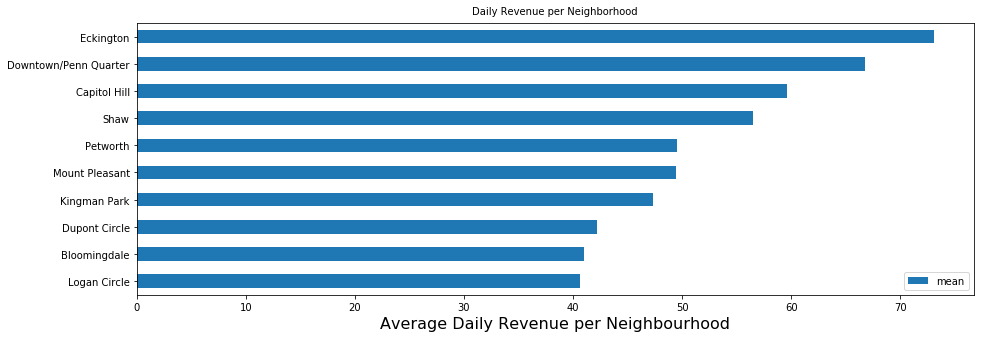 Daily Revenue per Neighborhood
Eckington
Downtown/Penn Quarter
Capitol Hill
Shaw
Petworth
Mount Pleasant
Kingman Park
Dupont Circle
Bloomingdale
Logan Circle
mean
0 10 20 30 40 50 60 70
Average Daily Revenue per Neighbourhood